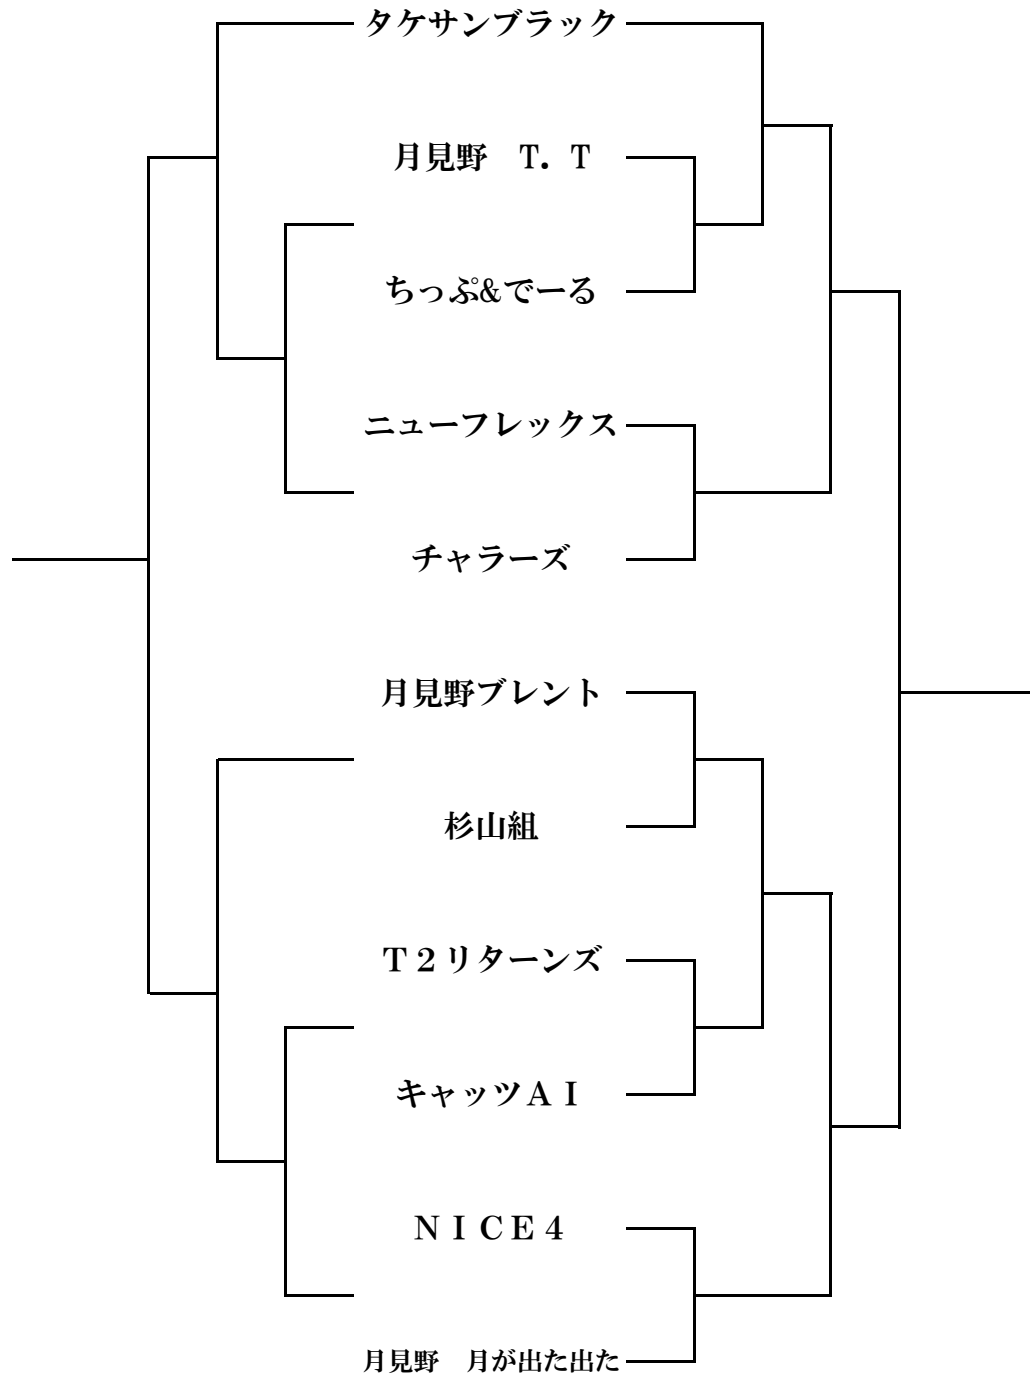 タケサンブラック
月見野　Ｔ．Ｔ
ちっぷ&でーる
ニューフレックス
チャラーズ
月見野ブレント
杉山組
Ｔ２リターンズ
キャッツＡＩ
ＮＩＣＥ４
月見野　月が出た出た